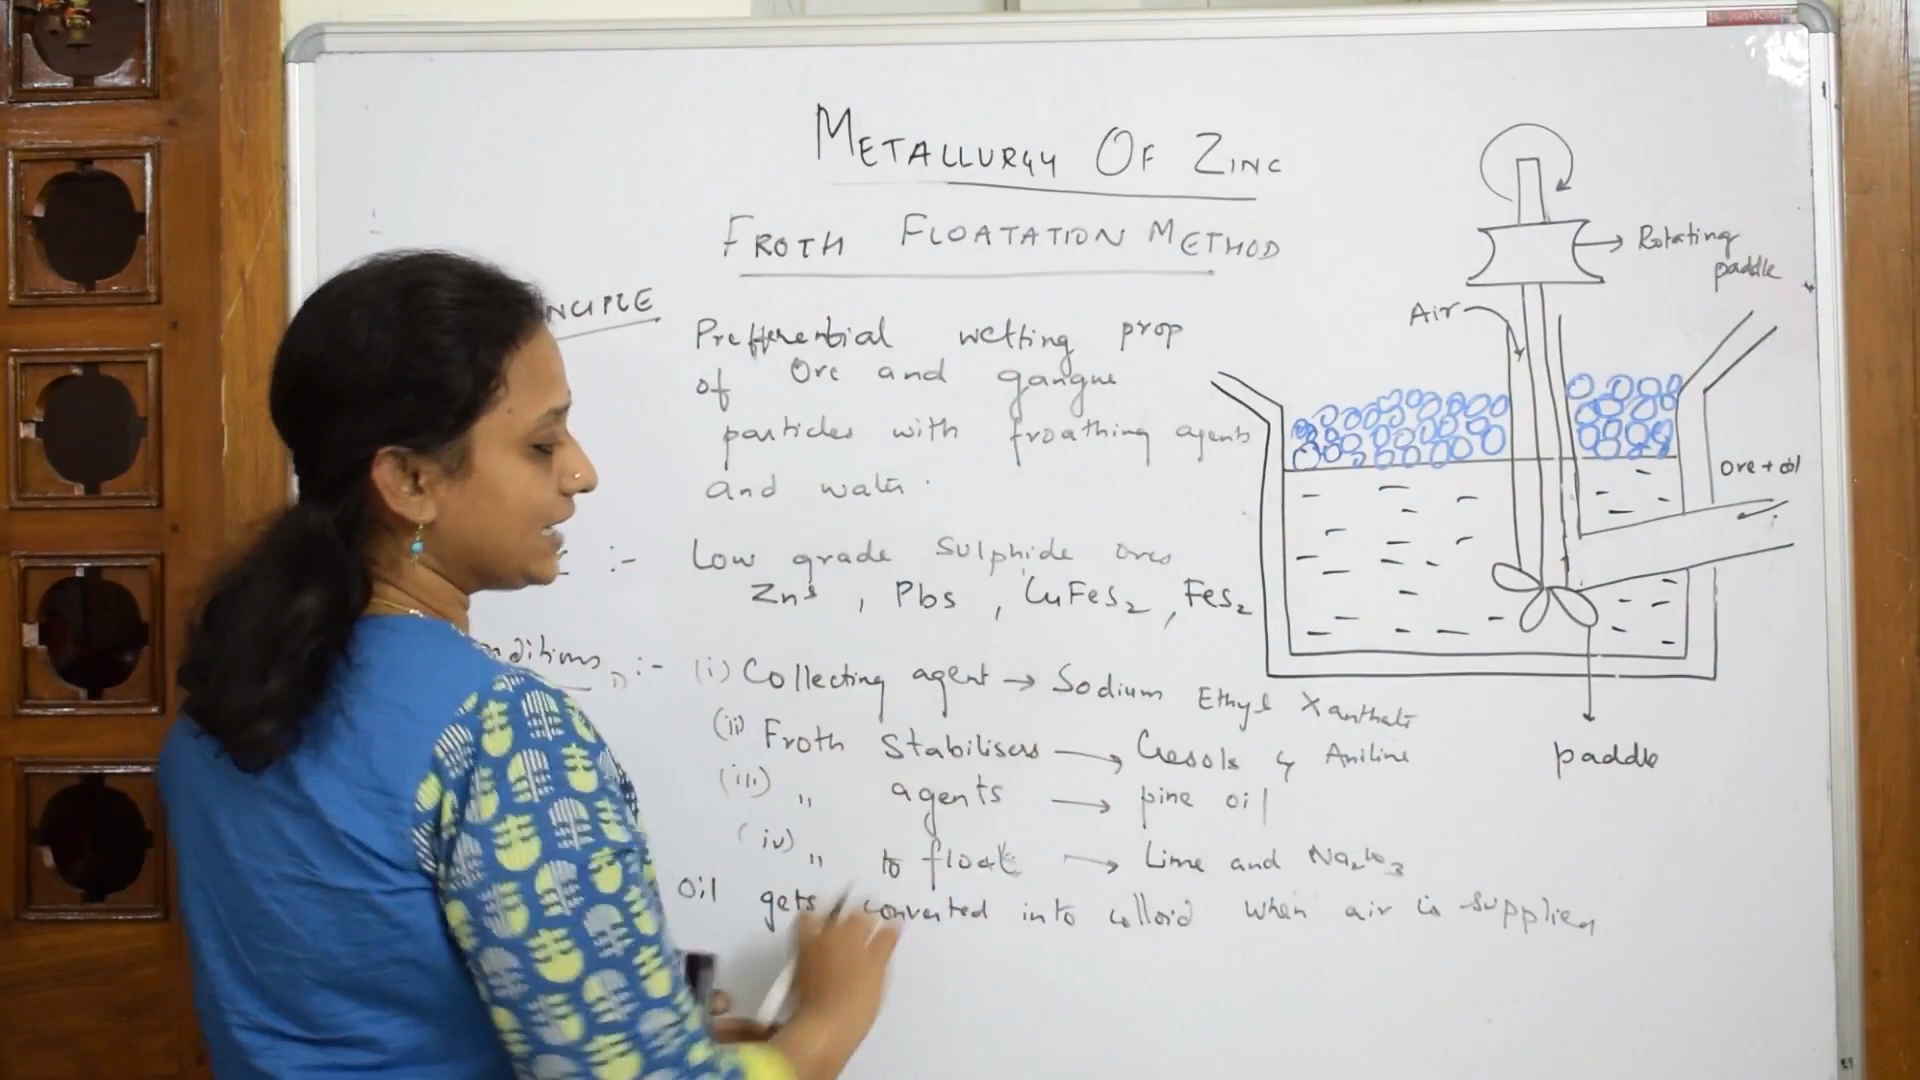 METALLURGY OF ZINC
FROTH FLOATATION METHOD
NCIPLE
Prefferential wetting prop
of Ore and gangue
particles with froathing agents
and water.
:- Low grade Sulphide ores
ZnS, PbS, CuFeS2, FeS2
nditions :- (i) Collecting agent → Sodium Ethyl Xanthate
(ii) Froth Stabilisers → Cresols & Aniline
(iii) " agents → pine oil
(iv) " to float → Lime and
oil gets converted into colloid when air is supplied
Rotating
paddle
Air
Ore + oil
paddle